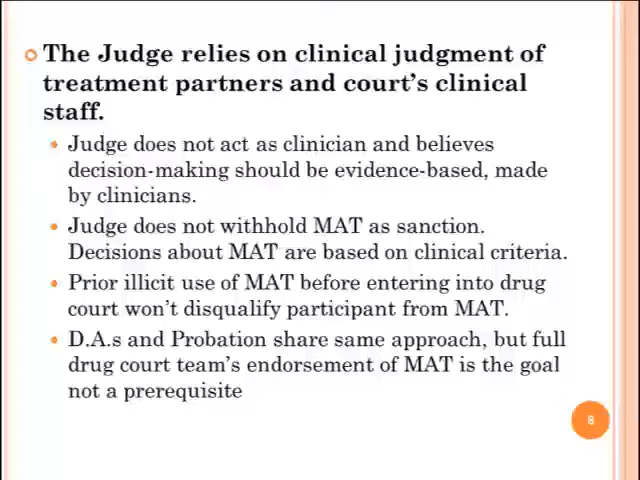 The Judge relies on clinical judgment of
treatment partners and court's clinical
staff.
Judge does not act as clinician and believes
decision-making should be evidence-based, made
by clinicians.
Judge does not withhold MAT as sanction.
Decisions about MAT are based on clinical criteria.
Prior illicit use of MAT before entering into drug
court won't disqualify participant from MAT.
D.A.s and Probation share same approach, but full
drug court team's endorsement of MAT is the goal
not a prerequisite
8